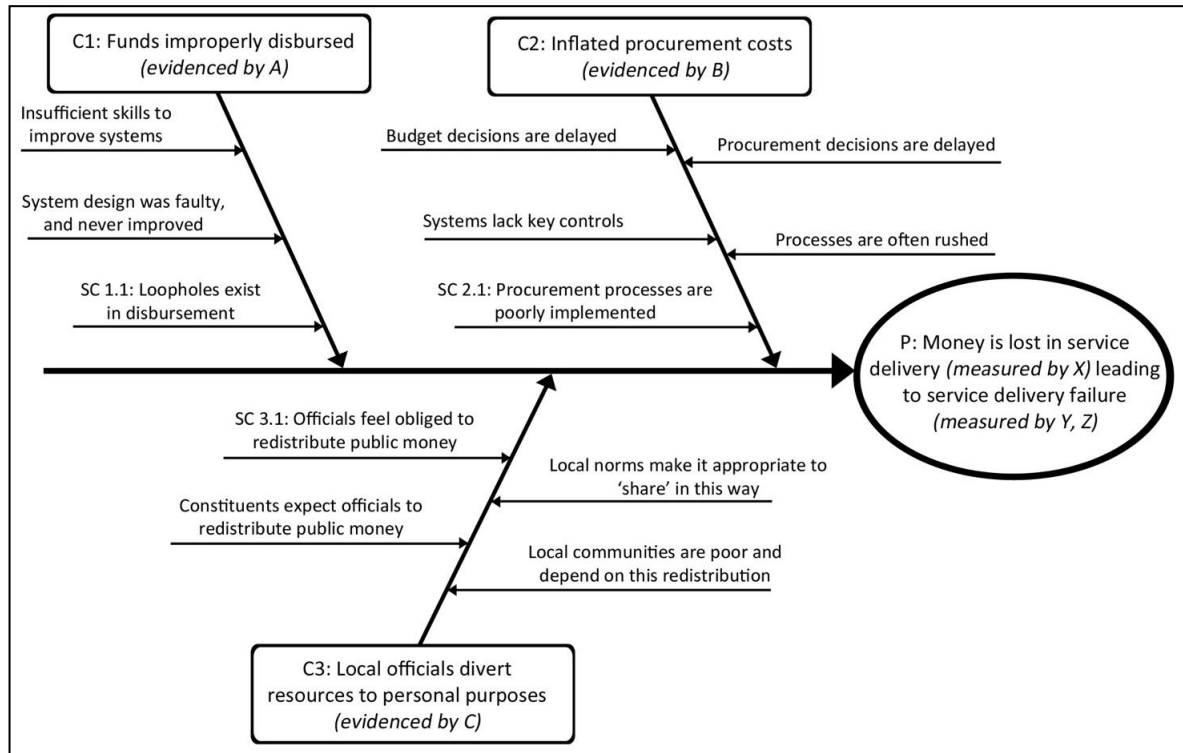 C1: Funds improperly disbursed
(evidenced by A)
C2: Inflated procurement costs
(evidenced by B)
Insufficient skills to
improve systems
Budget decisions are delayed
Procurement decisions are delayed
System design was faulty,
and never improved
Systems lack key controls
Processes are often rushed
SC 1.1: Loopholes exist
in disbursement
SC 2.1: Procurement processes are
poorly implemented
P: Money is lost in service
delivery (measured by X) leading
to service delivery failure
(measured by Y, Z)
SC 3.1: Officials feel obliged to
redistribute public money
Local norms make it appropriate to
‘share’ in this way
Constituents expect officials to
redistribute public money
Local communities are poor and
depend on this redistribution
C3: Local officials divert
resources to personal purposes
(evidenced by C)